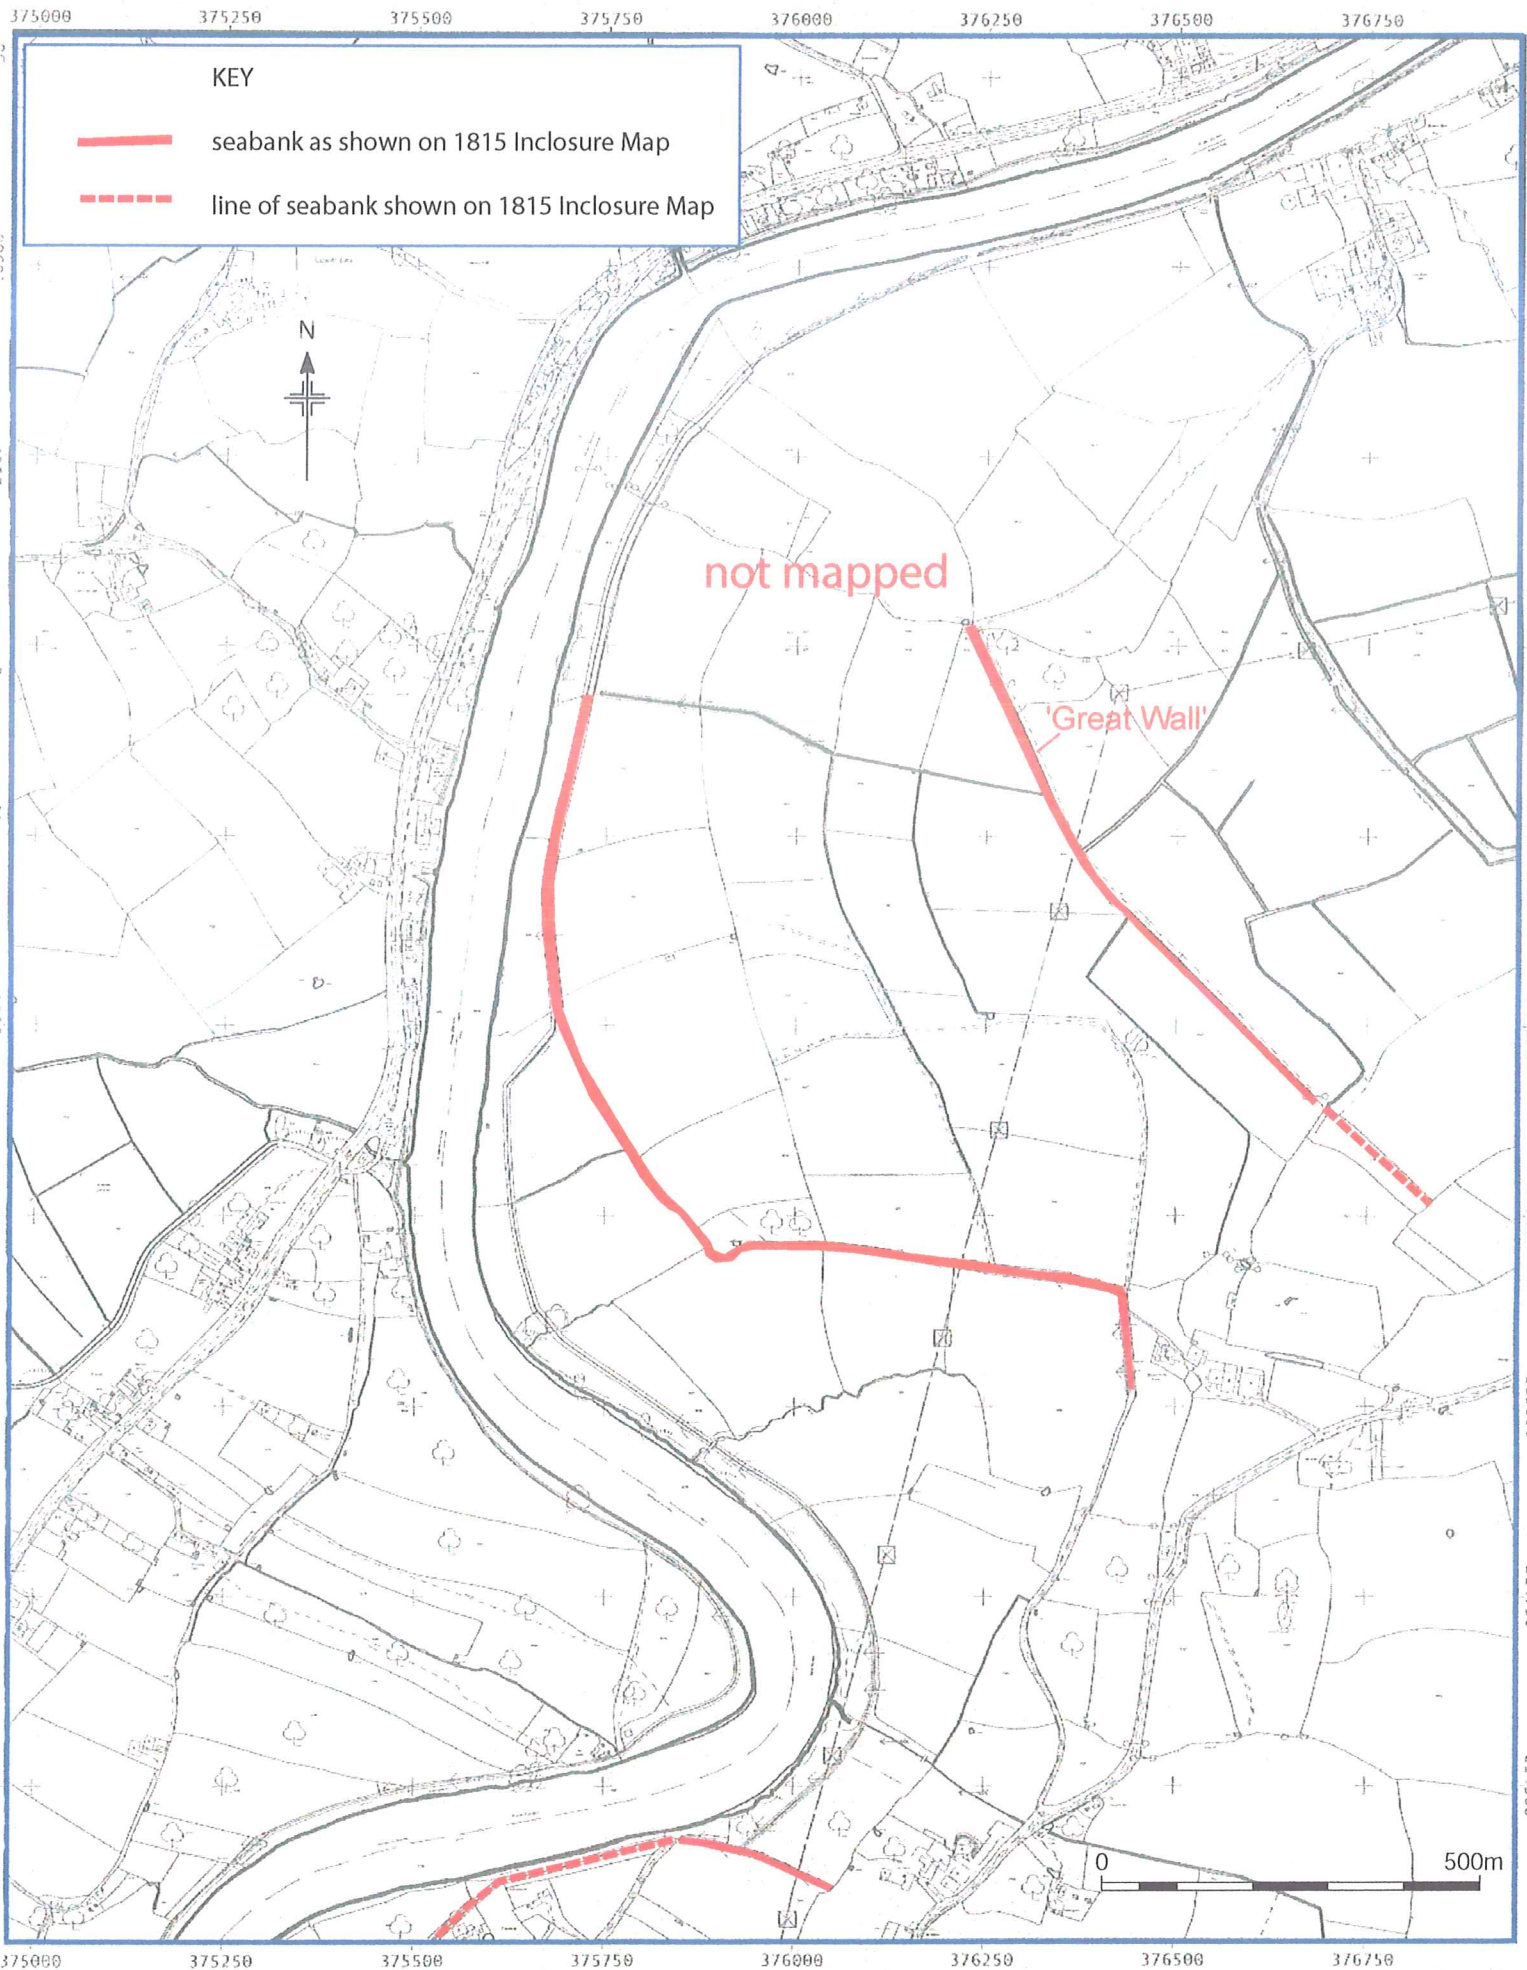 375000 375250 375500 375750 376000 376250 376500 376750
KEY
seabank as shown on 1815 Inclosure Map
line of seabank shown on 1815 Inclosure Map
N
not mapped
'Great Wall'
0 500m
375000 375250 375500 375750 376000 376250 376500 376750